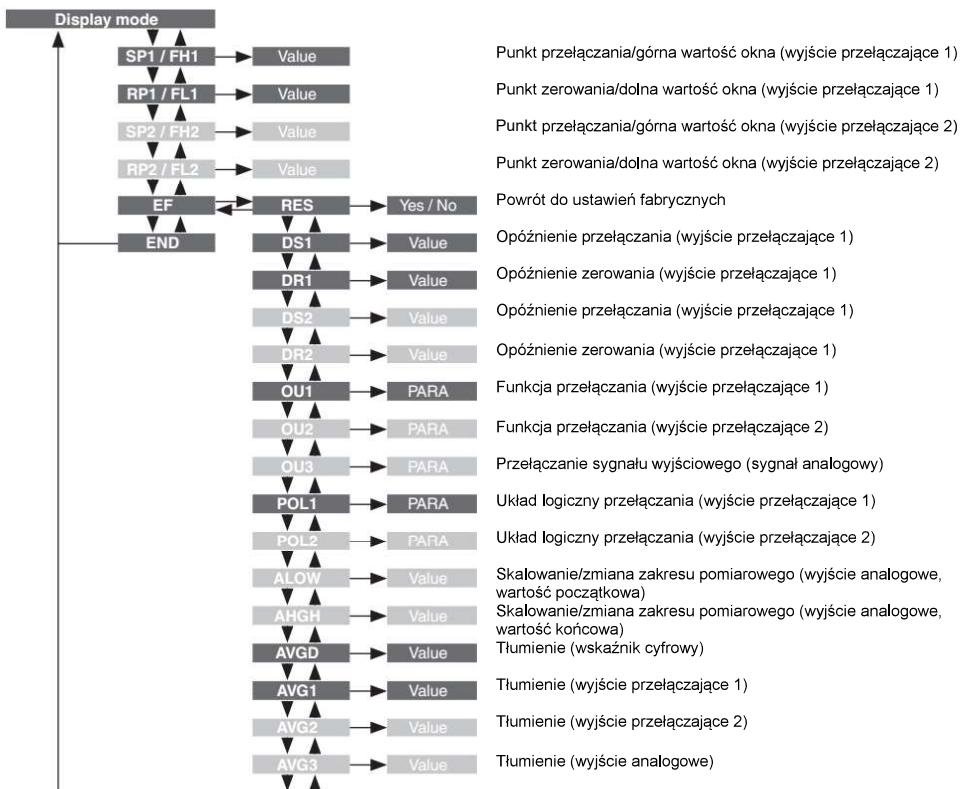 Display mode
SP1 / FH1 Value Punkt przełączania/górna wartość okna (wyjście przełączające 1)
RP1 / FL1 Value Punkt zerowania/dolna wartość okna (wyjście przełączające 1)
SP2 / FH2 Value Punkt przełączania/górna wartość okna (wyjście przełączające 2)
RP2 / FL2 Value Punkt zerowania/dolna wartość okna (wyjście przełączające 2)
EF RES Yes / No Powrót do ustawień fabrycznych
END DS1 Value Opóźnienie przełączania (wyjście przełączające 1)
DR1 Value Opóźnienie zerowania (wyjście przełączające 1)
DS2 Value Opóźnienie przełączania (wyjście przełączające 1)
DR2 Value Opóźnienie zerowania (wyjście przełączające 1)
OU1 PARA Funkcja przełączania (wyjście przełączające 1)
OU2 PARA Funkcja przełączania (wyjście przełączające 2)
OU3 PARA Przełączanie sygnału wyjściowego (sygnał analogowy)
POL1 PARA Układ logiczny przełączania (wyjście przełączające 1)
POL2 PARA Układ logiczny przełączania (wyjście przełączające 2)
ALOW Value Skalowanie/zmiana zakresu pomiarowego (wyjście analogowe,
wartość początkowa)
AHGH Value Skalowanie/zmiana zakresu pomiarowego (wyjście analogowe,
wartość końcowa)
AVGD Value Tłumienie (wskaźnik cyfrowy)
AVG1 Value Tłumienie (wyjście przełączające 1)
AVG2 Value Tłumienie (wyjście przełączające 2)
AVG3 Value Tłumienie (wyjście analogowe)